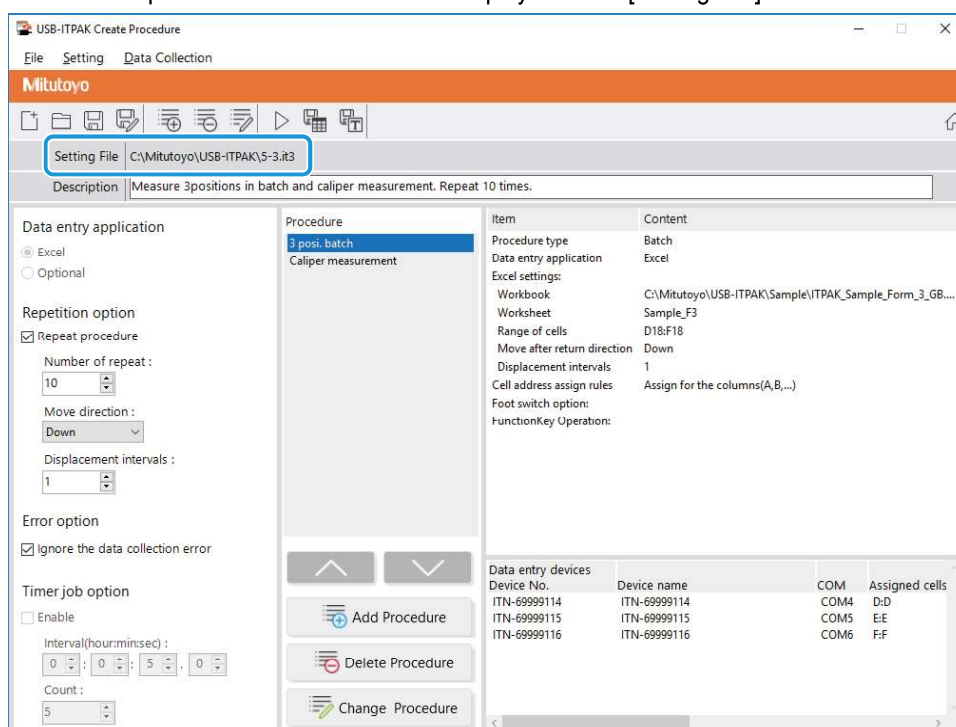 USB-ITPAK Create Procedure
File Setting Data Collection
Mitutoyo
Setting File C:\Mitutoyo\USB-ITPAK\5-3.it3
Description Measure 3positions in batch and caliper measurement. Repeat 10 times.
Data entry application
Excel
Optional
Repetition option
Repeat procedure
Number of repeat :
10
Move direction :
Down
Displacement intervals :
1
Error option
Ignore the data collection error
Timer job option
Enable
Interval(hour:min:sec) :
0 : 0 : 5 . 0
Count :
5
Procedure
3 posi. batch
Caliper measurement
Add Procedure
Delete Procedure
Change Procedure
Item Content
Procedure type Batch
Data entry application Excel
Excel settings:
Workbook C:\Mitutoyo\USB-ITPAK\Sample\ITPAK_Sample_Form_3_GB....
Worksheet Sample_F3
Range of cells D18:F18
Move after return direction Down
Displacement intervals 1
Cell address assign rules Assign for the columns(A,B,...)
Foot switch option:
FunctionKey Operation:
Data entry devices
Device No. Device name COM Assigned cells
ITN-69999114 ITN-69999114 COM4 D:D
ITN-69999115 ITN-69999115 COM5 E:E
ITN-69999116 ITN-69999116 COM6 F:F